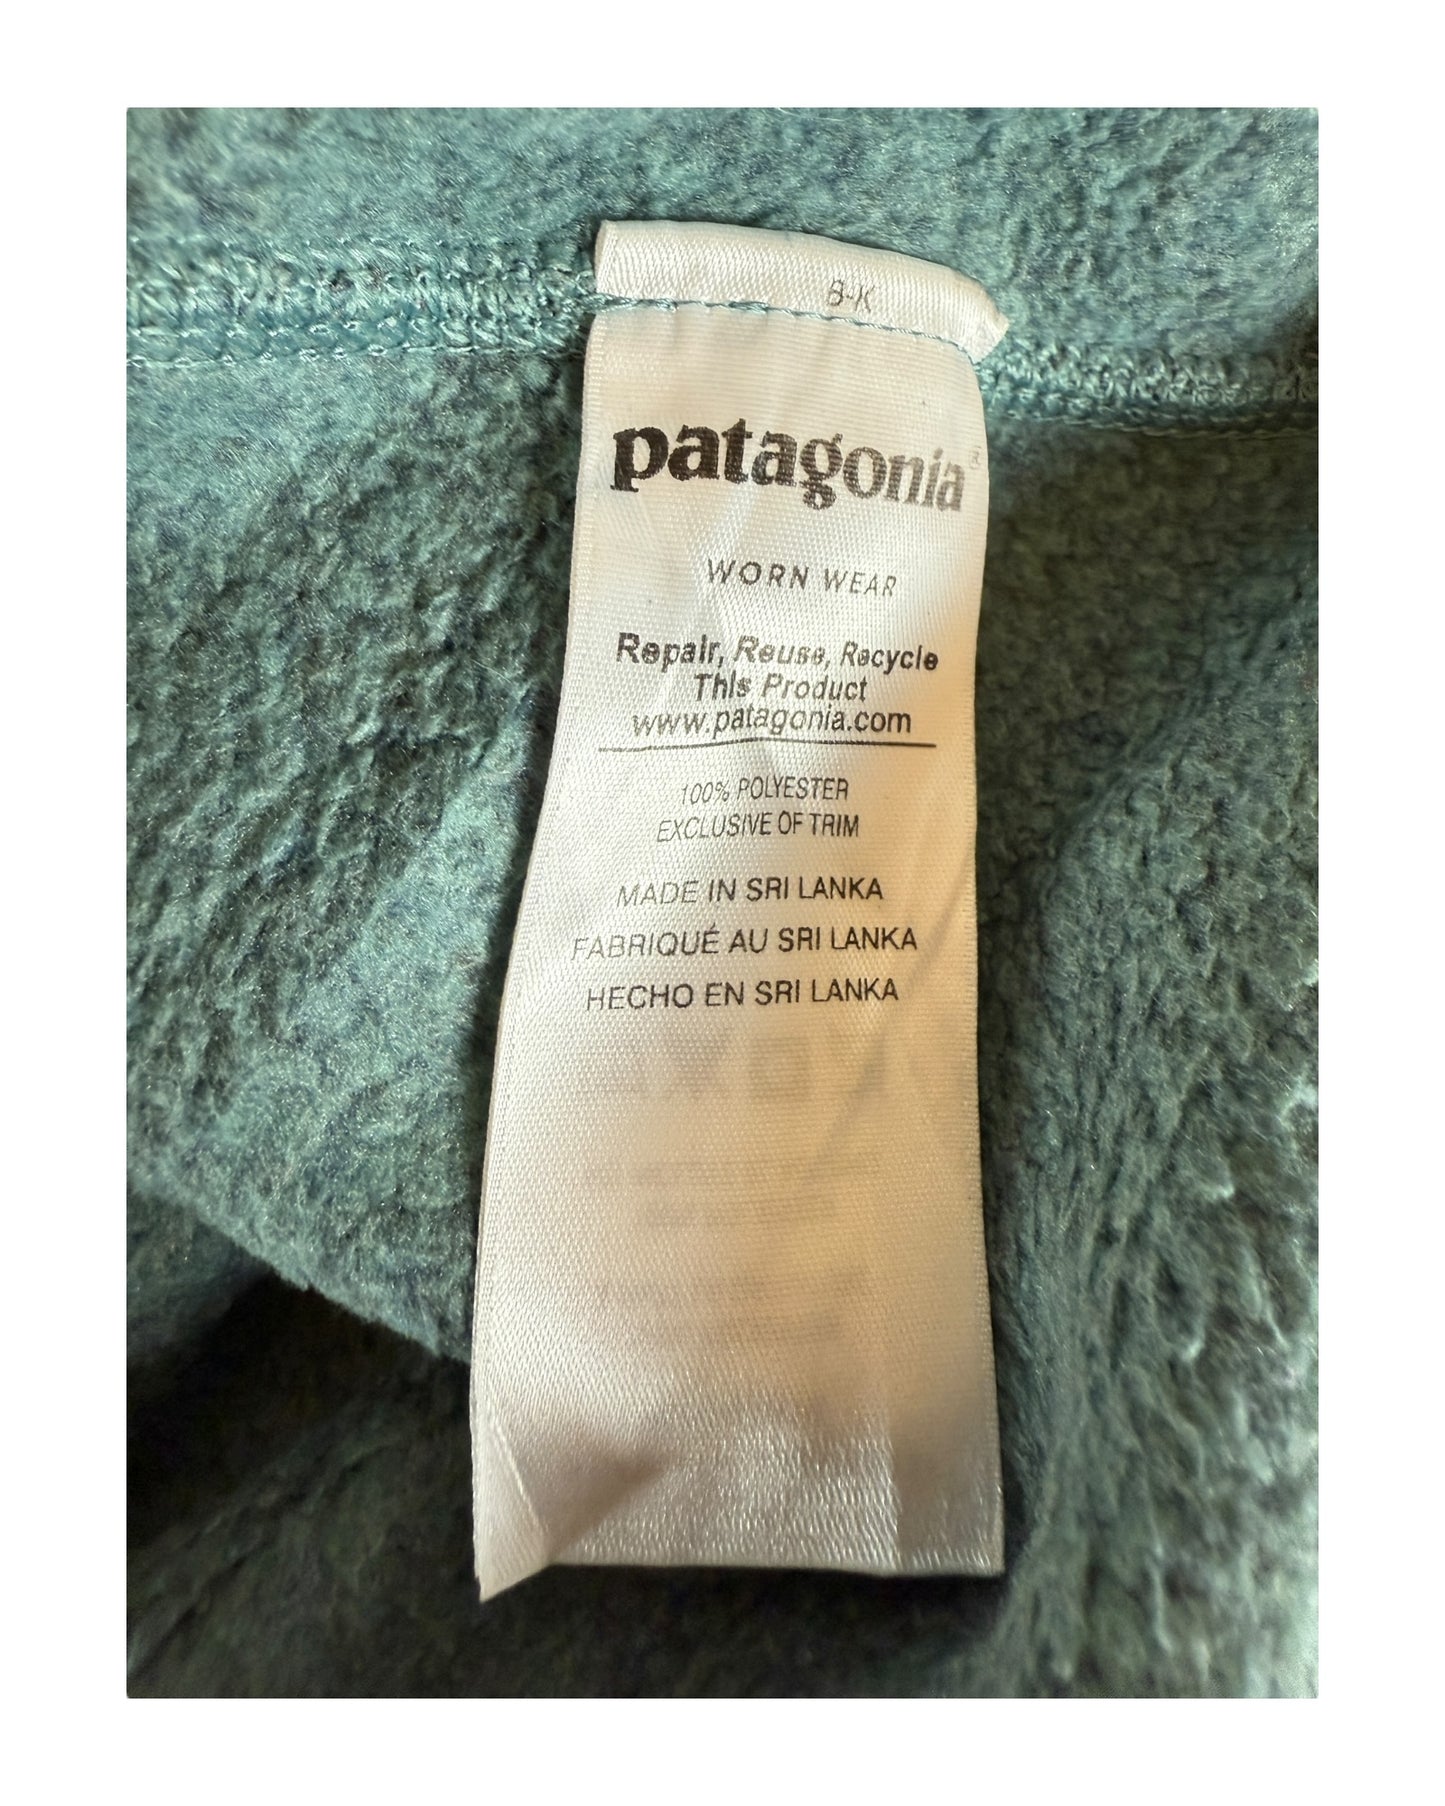 8-K
patagonia®
WORN WEAR
Repair, Reuse, Recycle
This Product
www.patagonia.com
100% POLYESTER
EXCLUSIVE OF TRIM
MADE IN SRI LANKA
FABRIQUÉ AU SRI LANKA
HECHO EN SRI LANKA